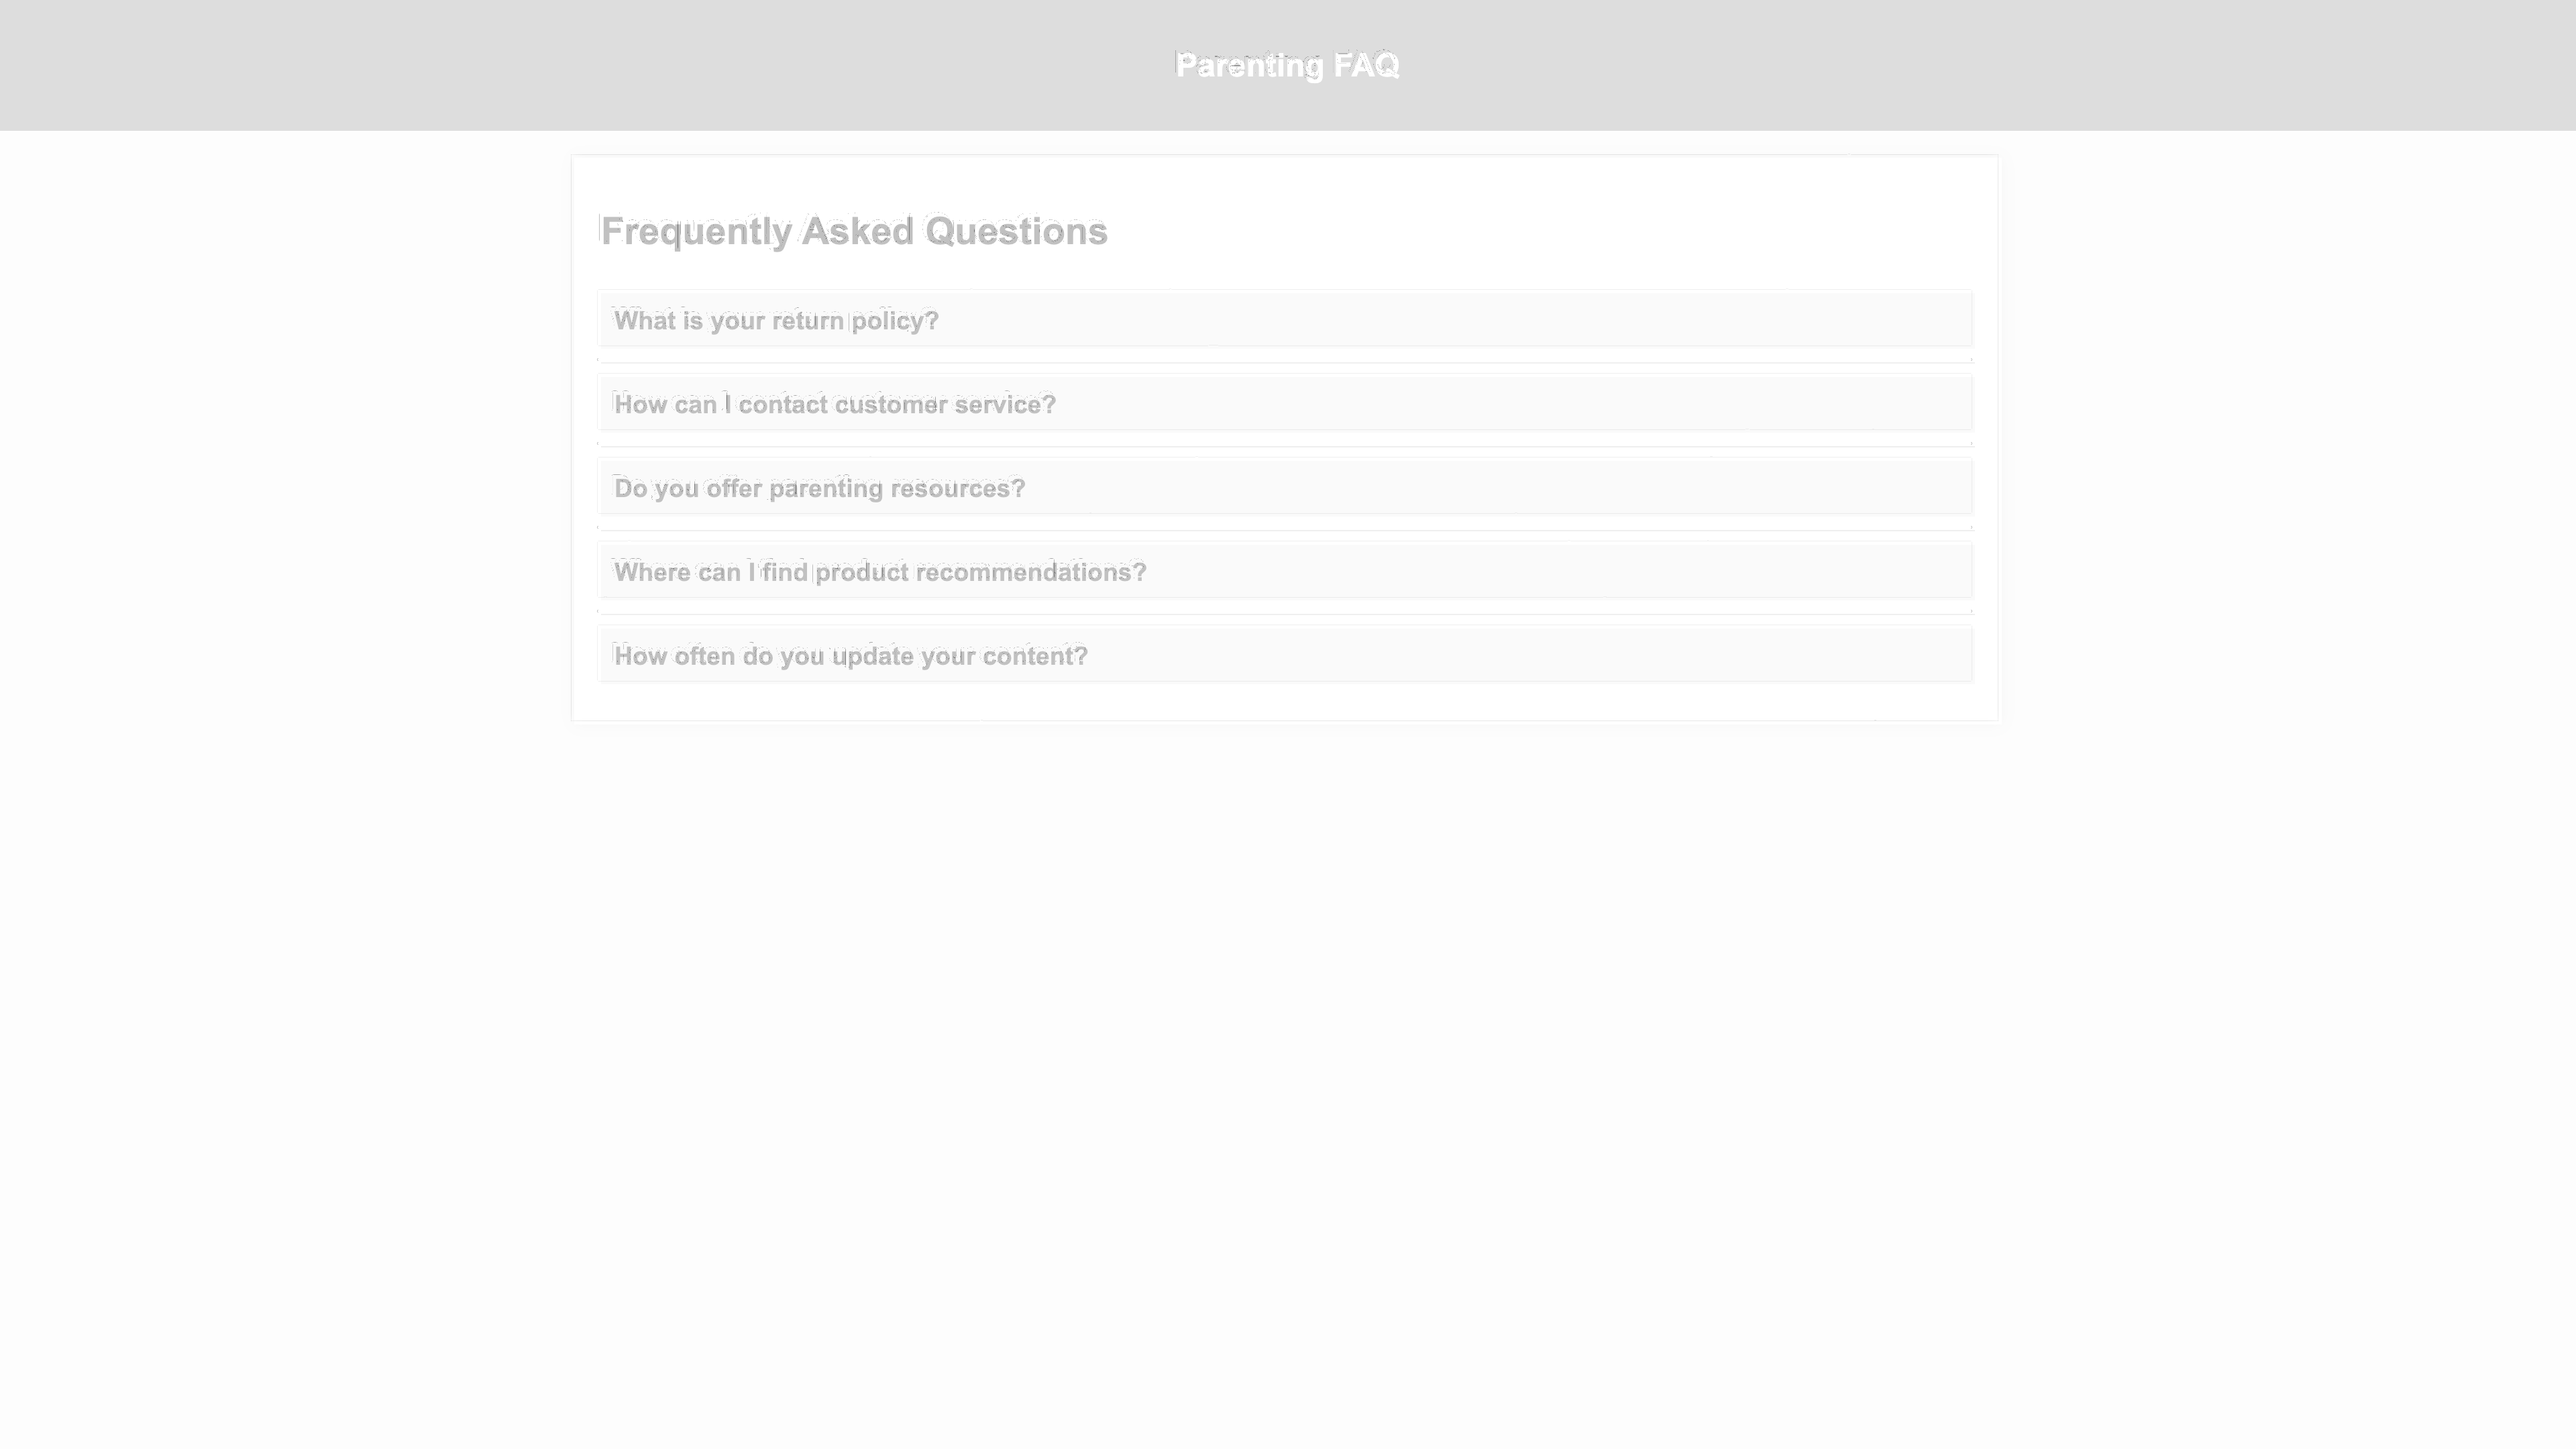 Parenting FAQ
Frequently Asked Questions
What is your return policy?
How can I contact customer service?
Do you offer parenting resources?
Where can I find product recommendations?
How often do you update your content?